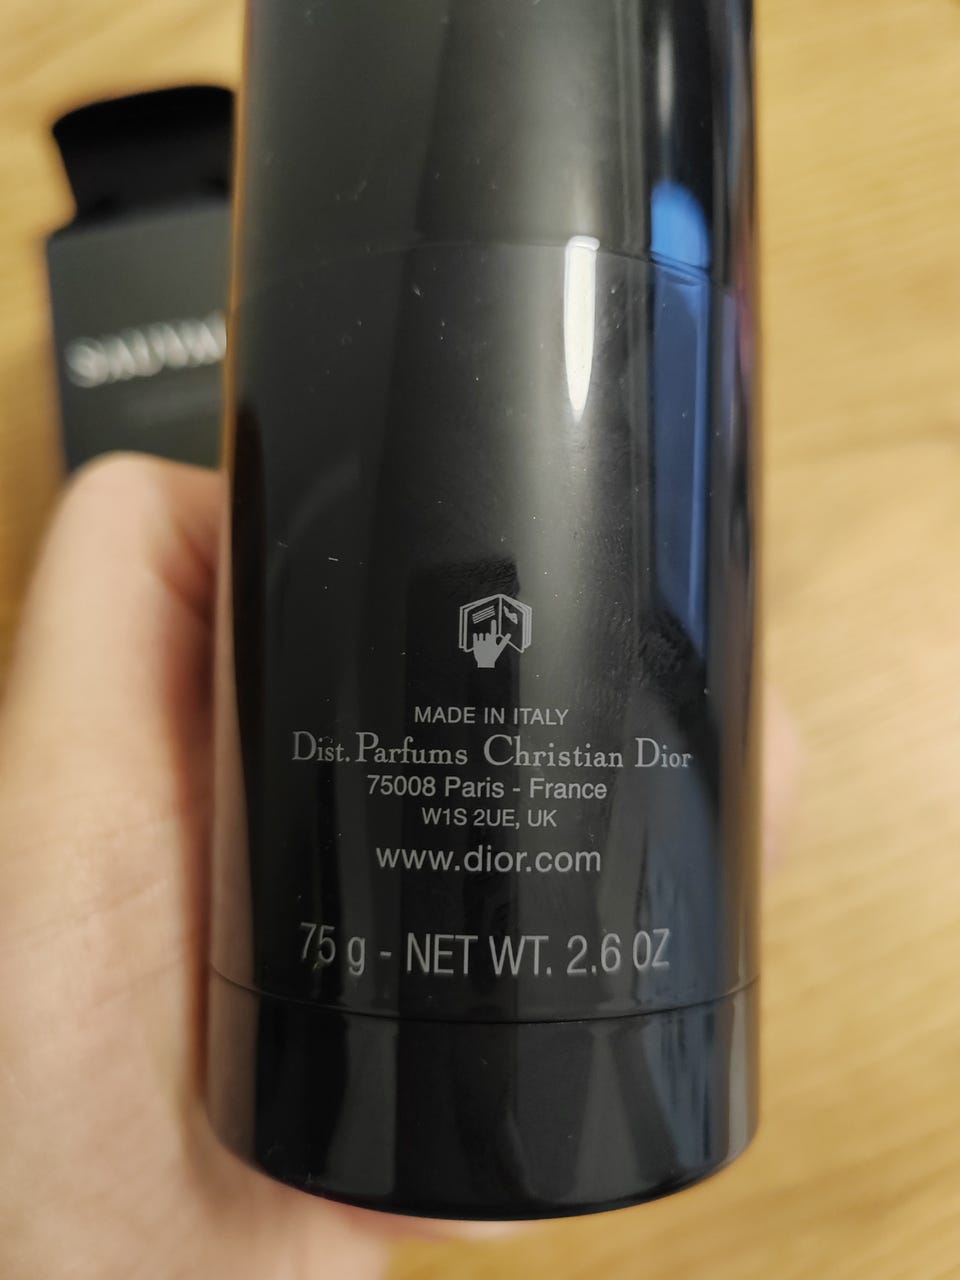 SAUVA
MADE IN ITALY
Dist. Parfums Christian Dior
75008 Paris - France
W1S 2UE, UK
www.dior.com
75 g - NET WT. 2.6 OZ